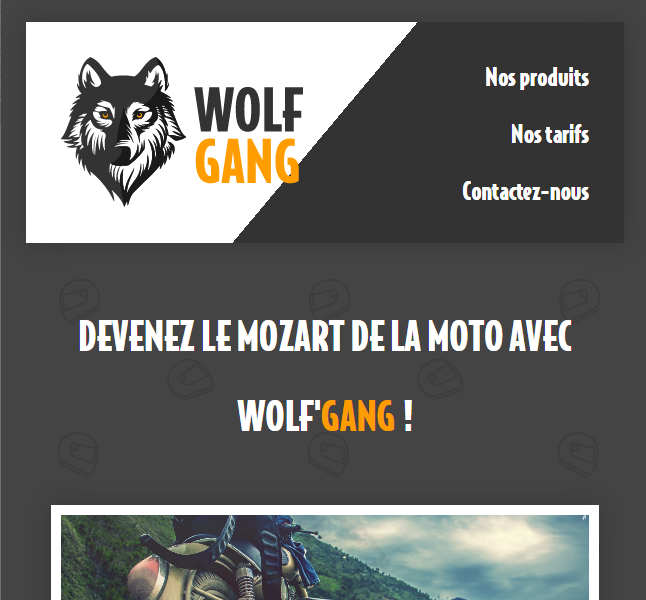 WOLF
GANG
Nos produits
Nos tarifs
Contactez-nous
DEVENEZ LE MOZART DE LA MOTO AVEC
WOLF'GANG !